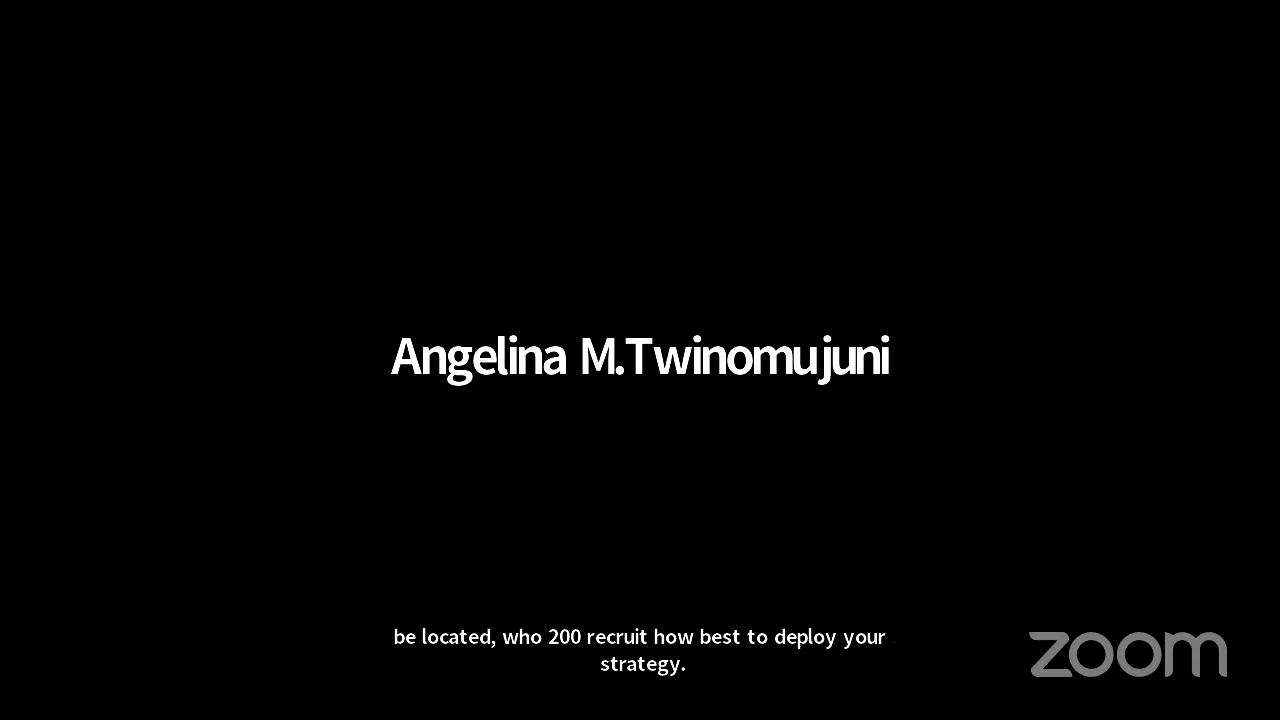 Angelina M.Twinomujuni
be located, who 200 recruit how best to deploy your
strategy.
zoom